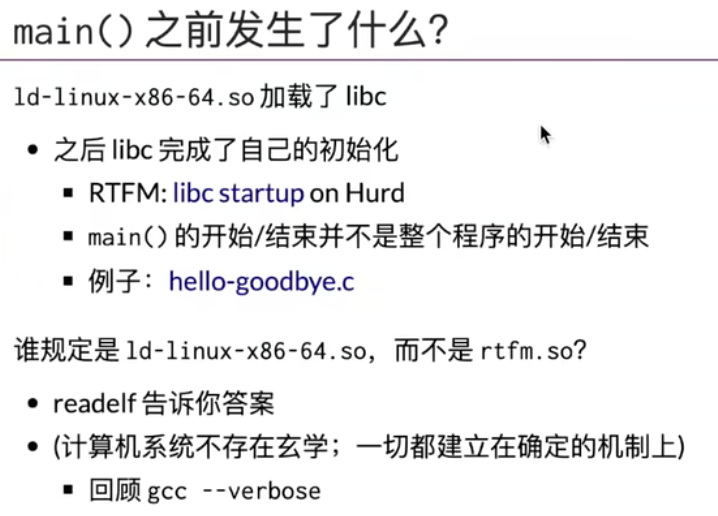 main() 之前发生了什么?
ld-linux-x86-64.so 加载了 libc
之后 libc 完成了自己的初始化
RTFM: libc startup on Hurd
main() 的开始/结束并不是整个程序的开始/结束
例子：hello-goodbye.c
谁规定是 ld-linux-x86-64.so，而不是 rtfm.so?
readelf 告诉你答案
(计算机系统不存在玄学；一切都建立在确定的机制上)
回顾 gcc --verbose